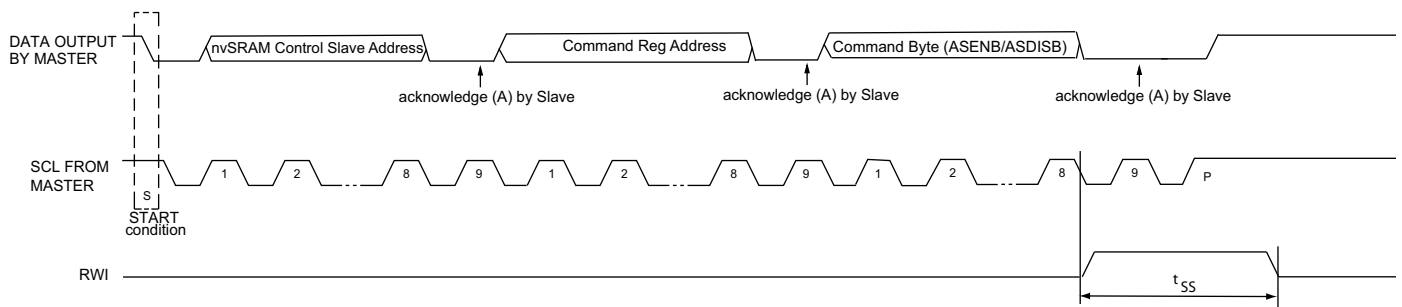 DATA OUTPUT
BY MASTER
nvSRAM Control Slave Address
Command Reg Address
Command Byte (ASENB/ASDISB)
acknowledge (A) by Slave
acknowledge (A) by Slave
acknowledge (A) by Slave
SCL FROM
MASTER
S
1
2
8
9
1
2
8
9
1
2
8
9
P
START
condition
RWI
tSS